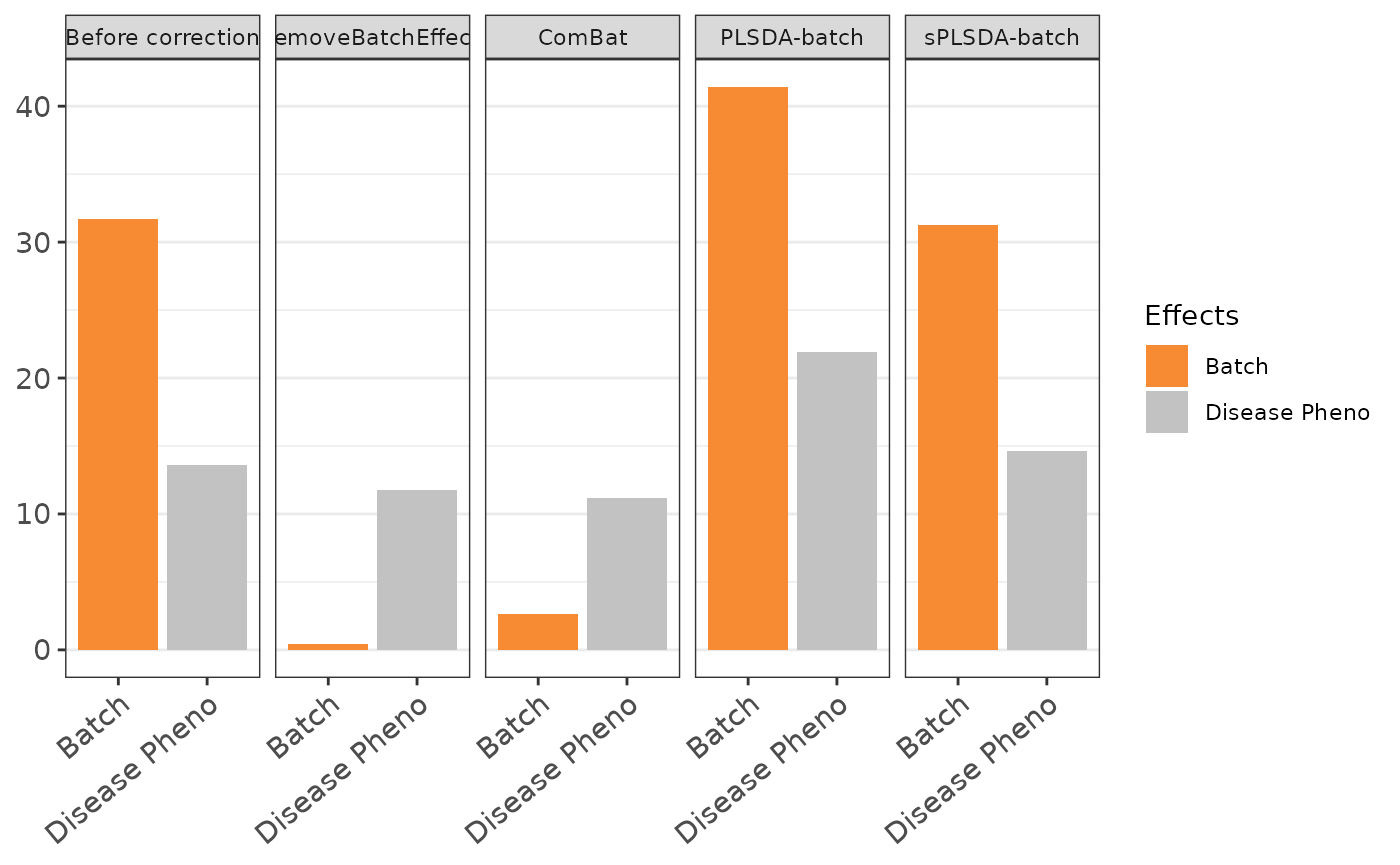 Before correction
emoveBatchEffec
ComBat
PLSDA-batch
sPLSDA-batch
40
30
20
10
0
Batch
Disease Pheno
Batch
Disease Pheno
Batch
Disease Pheno
Batch
Disease Pheno
Batch
Disease Pheno
Effects
Batch
Disease Pheno